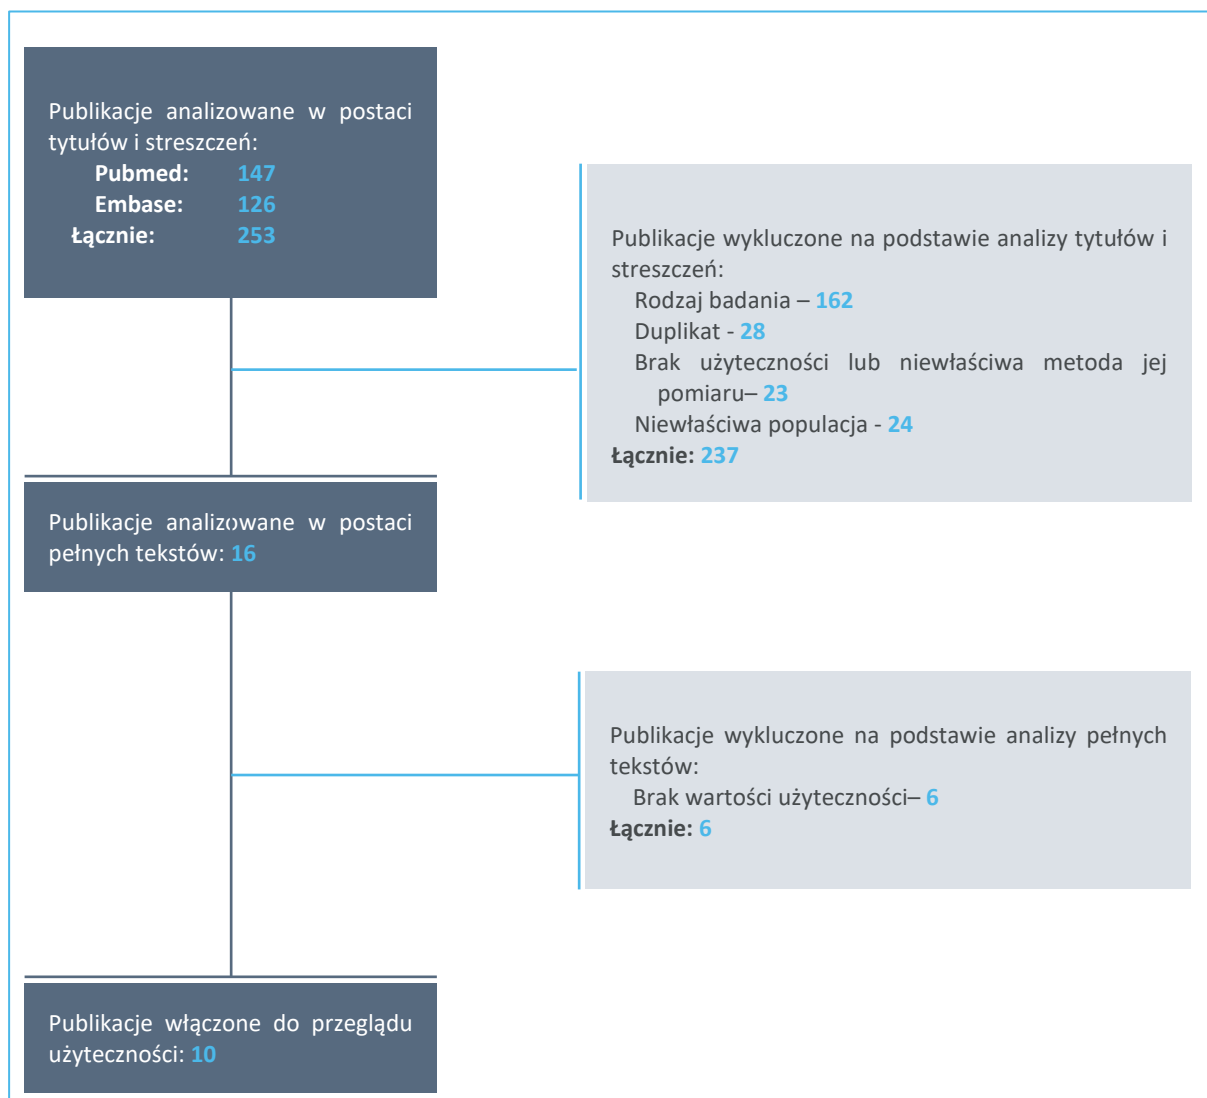 Publikacje analizowane w postaci
tytułów i streszczeń:
Pubmed: 147
Embase: 126
Łącznie: 253
Publikacje wykluczone na podstawie analizy tytułów i
streszczeń:
Rodzaj badania – 162
Duplikat - 28
Brak użyteczności lub niewłaściwa metoda jej
pomiaru– 23
Niewłaściwa populacja - 24
Łącznie: 237
Publikacje analizowane w postaci
pełnych tekstów: 16
Publikacje wykluczone na podstawie analizy pełnych
tekstów:
Brak wartości użyteczności– 6
Łącznie: 6
Publikacje włączone do przeglądu
użyteczności: 10